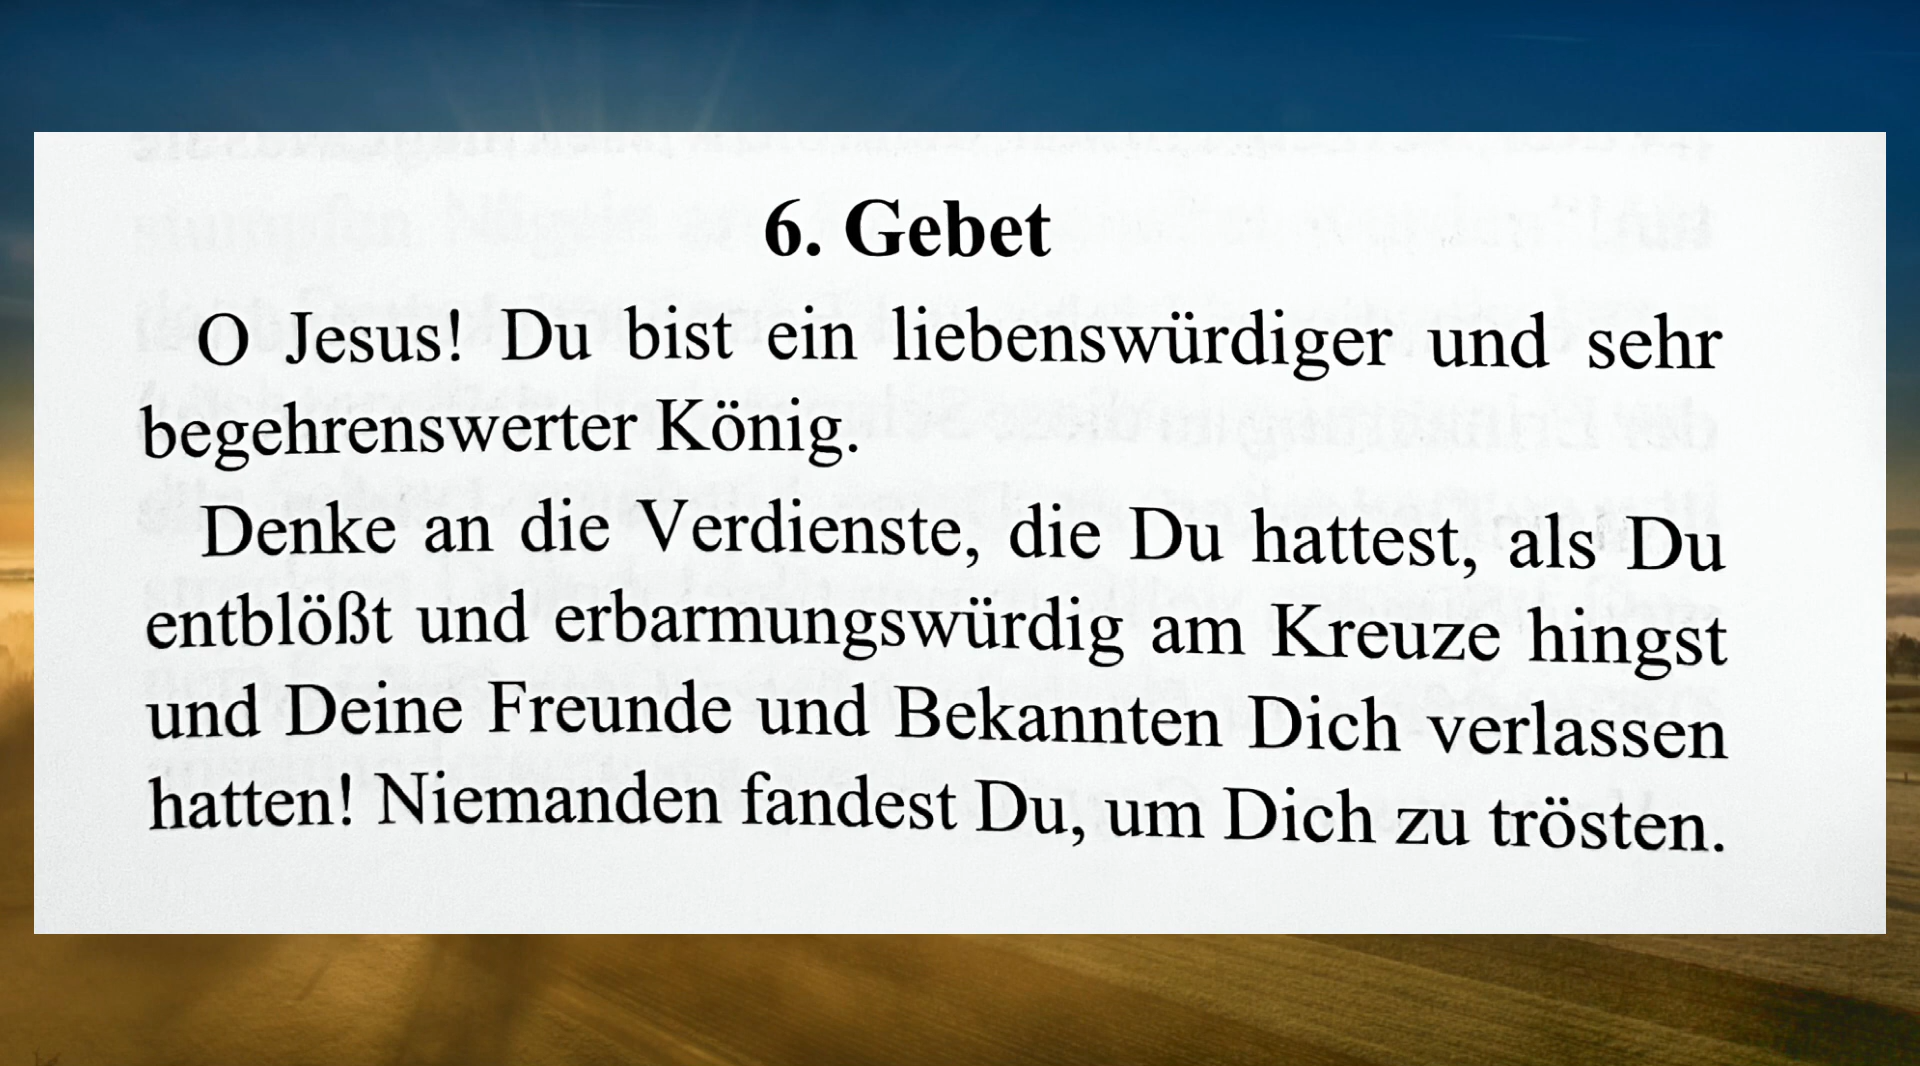 6. Gebet
O Jesus! Du bist ein liebenswürdiger und sehr
begehrenswerter König.
Denke an die Verdienste, die Du hattest, als Du
entblößt und erbarmungswürdig am Kreuze hingst
und Deine Freunde und Bekannten Dich verlassen
hatten! Niemanden fandest Du, um Dich zu trösten.